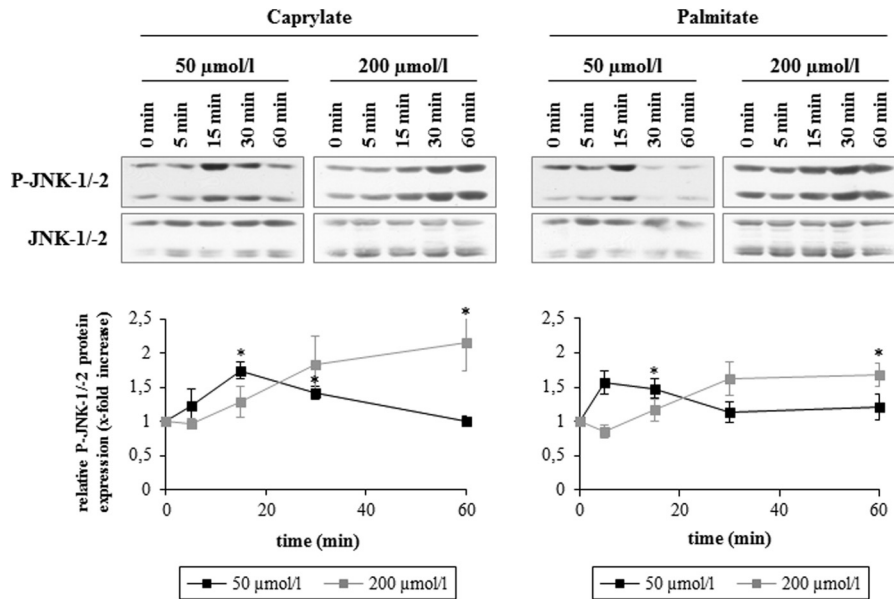 Caprylate Palmitate
50 µmol/l 200 µmol/l 50 µmol/l 200 µmol/l
0 min 5 min 15 min 30 min 60 min 0 min 5 min 15 min 30 min 60 min 0 min 5 min 15 min 30 min 60 min 0 min 5 min 15 min 30 min 60 min
P-JNK-1/-2
JNK-1/-2
relative P-JNK-1/-2 protein
expression (x-fold increase)
2,5
2
1,5
1
0,5
0
* * *
0 20 40 60
time (min)
50 µmol/l 200 µmol/l
2,5
2
1,5
1
0,5
0
* *
0 20 40 60
time (min)
50 µmol/l 200 µmol/l